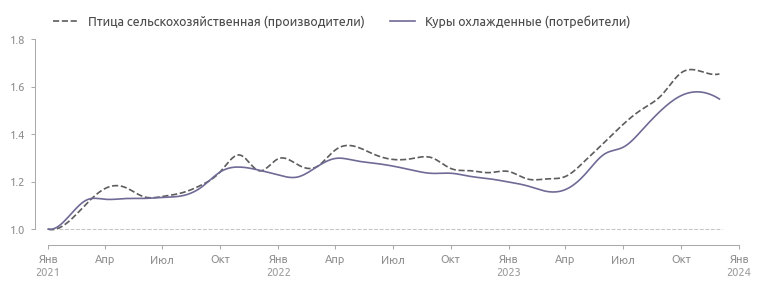 Птица сельскохозяйственная (производители) Куры охлажденные (потребители)
1.8
1.6
1.4
1.2
1.0
Янв Апр Июл Окт Янв Апр Июл Окт Янв Апр Июл Окт Янв
2021 2022 2023 2024